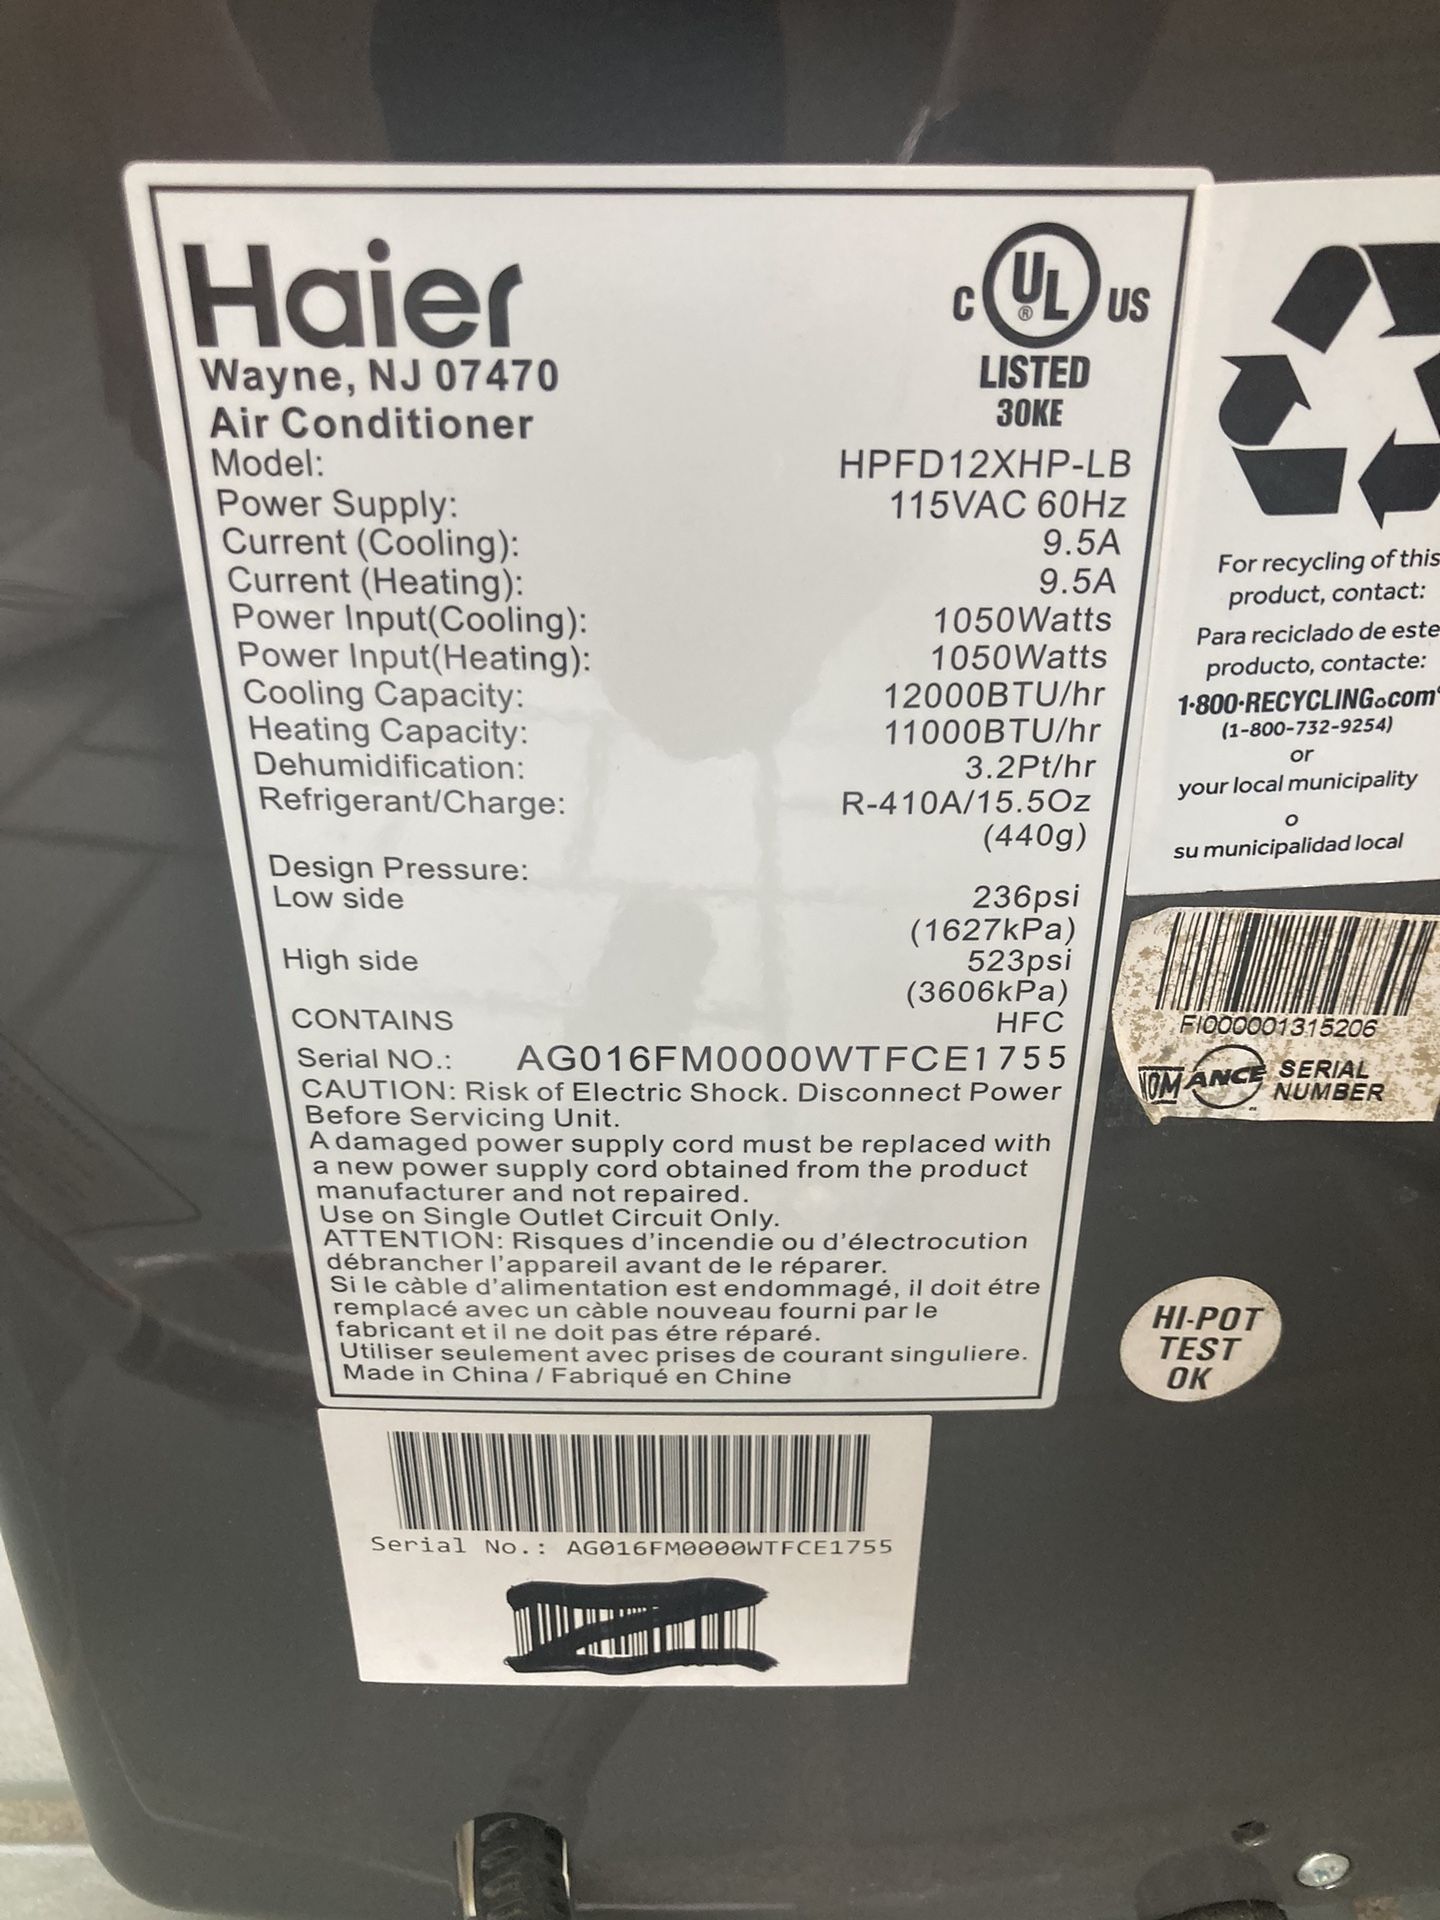 Haier
Wayne, NJ 07470
Air Conditioner
C UL ® US
LISTED
30KE
Model: HPFD12XHP-LB
Power Supply: 115VAC 60Hz
Current (Cooling): 9.5A
Current (Heating): 9.5A
Power Input(Cooling): 1050Watts
Power Input(Heating): 1050Watts
Cooling Capacity: 12000BTU/hr
Heating Capacity: 11000BTU/hr
Dehumidification: 3.2Pt/hr
Refrigerant/Charge: R-410A/15.5Oz
(440g)
Design Pressure:
Low side 236psi
(1627kPa)
High side 523psi
(3606kPa)
CONTAINS HFC
Serial NO.: AG016FM0000WTFCE1755
CAUTION: Risk of Electric Shock. Disconnect Power
Before Servicing Unit.
A damaged power supply cord must be replaced with
a new power supply cord obtained from the product
manufacturer and not repaired.
Use on Single Outlet Circuit Only.
ATTENTION: Risques d'incendie ou d'électrocution
débrancher l'appareil avant de le réparer.
Si le càble d'alimentation est endommagé, il doit étre
remplacé avec un càble nouveau fourni par le
fabricant et il ne doit pas étre réparé.
Utiliser seulement avec prises de courant singuliere.
Made in China / Fabriqué en Chine
Serial No.: AG016FM0000WTFCE1755
For recycling of this
product, contact:
Para reciclado de este
producto, contacte:
1-800-RECYCLING.com
(1-800-732-9254)
or
your local municipality
o
su municipalidad local
FI000001315206
NOM ANCE SERIAL
NUMBER
HI-POT
TEST
OK